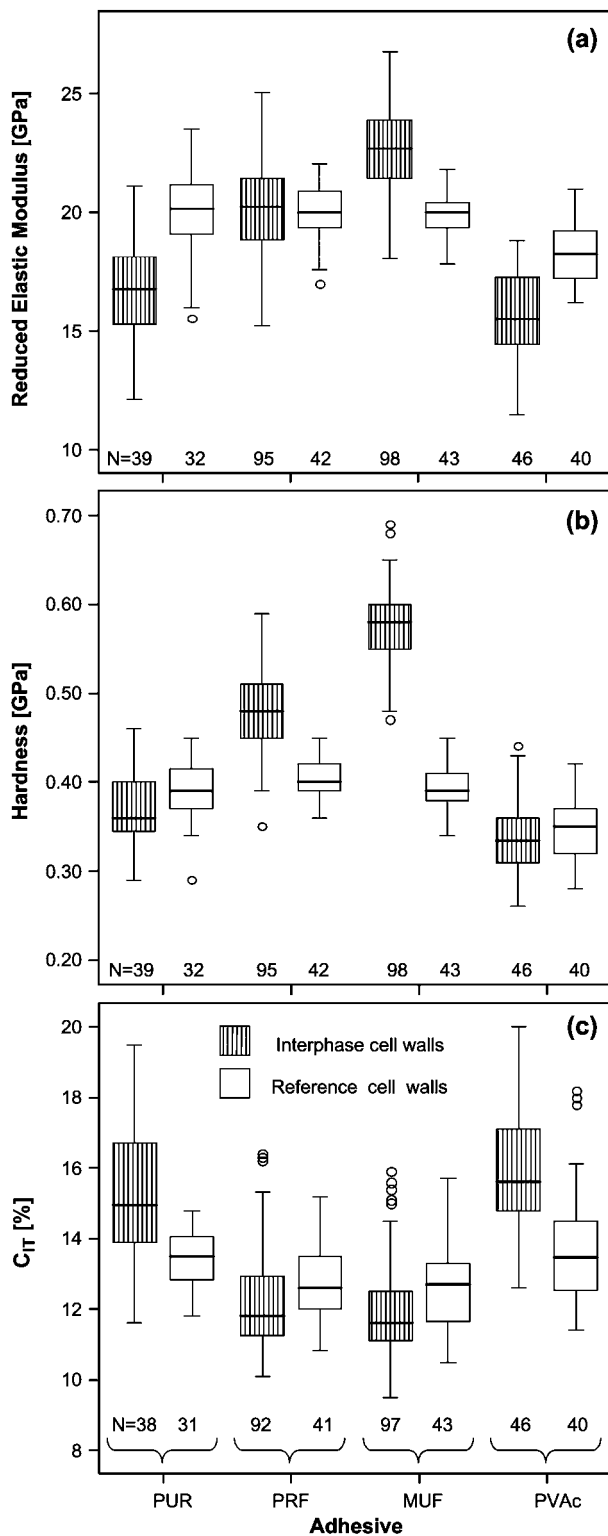 (a)
Reduced Elastic Modulus [GPa]
25
20
15
10
N=39 32 95 42 98 43 46 40
(b)
Hardness [GPa]
0.70
0.60
0.50
0.40
0.30
0.20
N=39 32 95 42 98 43 46 40
(c)
C_IT [%]
20
18
16
14
12
10
8
Interphase cell walls
Reference cell walls
N=38 31 92 41 97 43 46 40
PUR PRF MUF PVAc
Adhesive